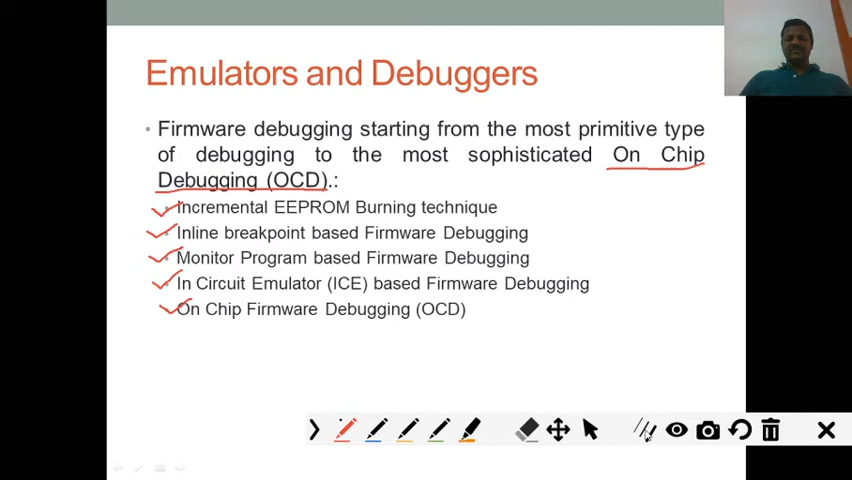 Emulators and Debuggers
• Firmware debugging starting from the most primitive type
of debugging to the most sophisticated On Chip
Debugging (OCD).:
• Incremental EEPROM Burning technique
• Inline breakpoint based Firmware Debugging
• Monitor Program based Firmware Debugging
• In Circuit Emulator (ICE) based Firmware Debugging
• On Chip Firmware Debugging (OCD)